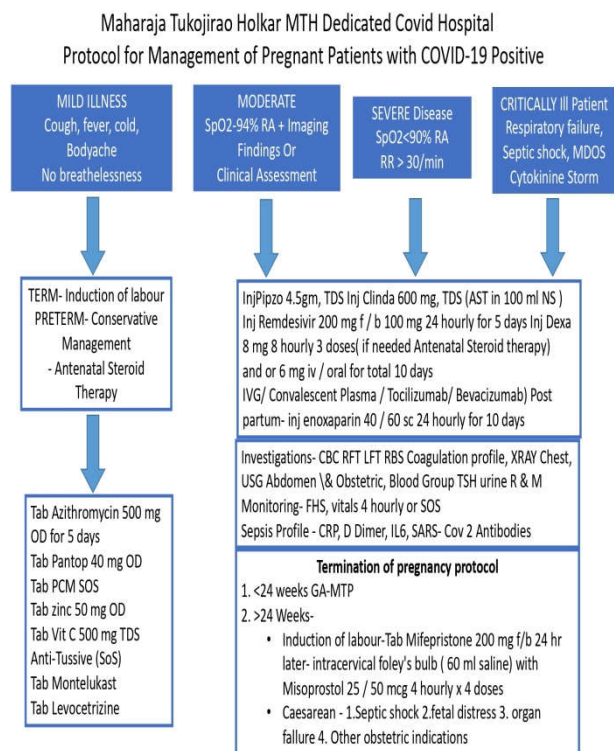 Maharaja Tukojirao Holkar MTH Dedicated Covid Hospital
Protocol for Management of Pregnant Patients with COVID-19 Positive
MILD ILLNESS
Cough, fever, cold,
Bodyache
No breathelessness
MODERATE
SpO2-94% RA + Imaging
Findings Or
Clinical Assessment
SEVERE Disease
SpO2<90% RA
RR > 30/min
CRITICALLY Ill Patient
Respiratory failure,
Septic shock, MDOS
Cytokinine Storm
TERM- Induction of labour
PRETERM- Conservative
Management
- Antenatal Steroid
Therapy
Tab Azithromycin 500 mg
OD for 5 days
Tab Pantop 40 mg OD
Tab PCM SOS
Tab zinc 50 mg OD
Tab Vit C 500 mg TDS
Anti-Tussive (SoS)
Tab Montelukast
Tab Levocetrizine
InjPipzo 4.5gm, TDS Inj Clinda 600 mg, TDS (AST in 100 ml NS )
Inj Remdesivir 200 mg f / b 100 mg 24 hourly for 5 days Inj Dexa
8 mg 8 hourly 3 doses( if needed Antenatal Steroid therapy)
and or 6 mg iv / oral for total 10 days
IVG/ Convalescent Plasma / Tocilizumab/ Bevacizumab) Post
partum- inj enoxaparin 40 / 60 sc 24 hourly for 10 days
Investigations- CBC RFT LFT RBS Coagulation profile, XRAY Chest,
USG Abdomen \& Obstetric, Blood Group TSH urine R & M
Monitoring- FHS, vitals 4 hourly or SOS
Sepsis Profile - CRP, D Dimer, IL6, SARS- Cov 2 Antibodies
Termination of pregnancy protocol
1. <24 weeks GA-MTP
2. >24 Weeks-
• Induction of labour-Tab Mifepristone 200 mg f/b 24 hr
later- intracervical foley's bulb ( 60 ml saline) with
Misoprostol 25 / 50 mcg 4 hourly x 4 doses
• Caesarean - 1.Septic shock 2.fetal distress 3. organ
fallure 4. Other obstetric indications